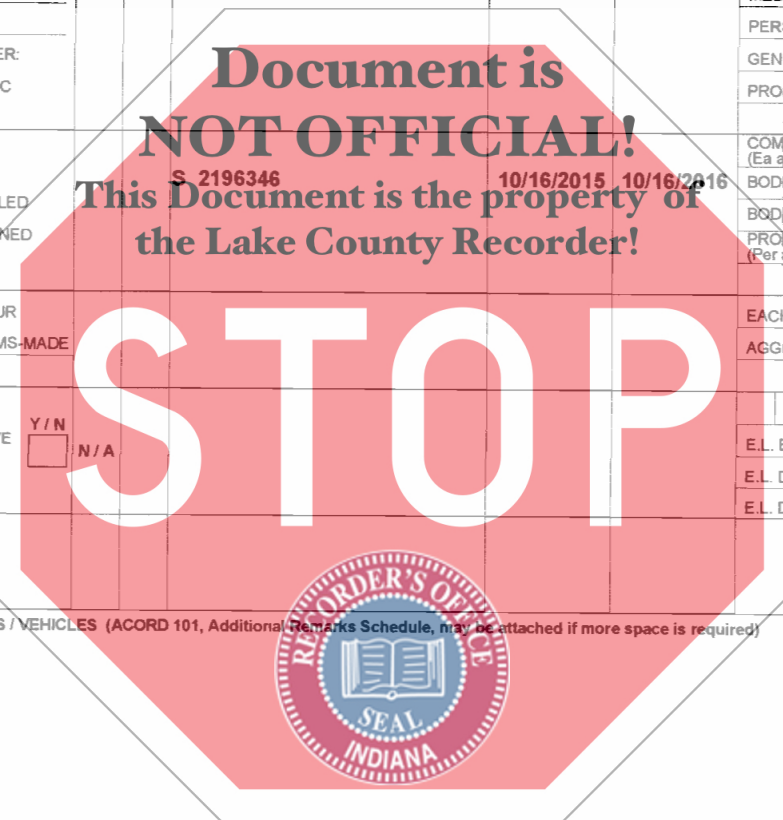 PER
ER:
GEN
C
PRO
Document is
NOT OFFICIAL!
COM
(Ea a
S 2196346 10/16/2015 10/16/2016
BOD
LED
This Document is the property of
NED
BOD
the Lake County Recorder!
PRO
(Per
UR
EACH
MS-MADE
AGG
STOP
Y / N
E
N / A
E.L. E
E.L. D
E.L. D
S / VEHICLES (ACORD 101, Additional Remarks Schedule, may be attached if more space is required)
RECORDER'S OFFICE
SEAL
INDIANA